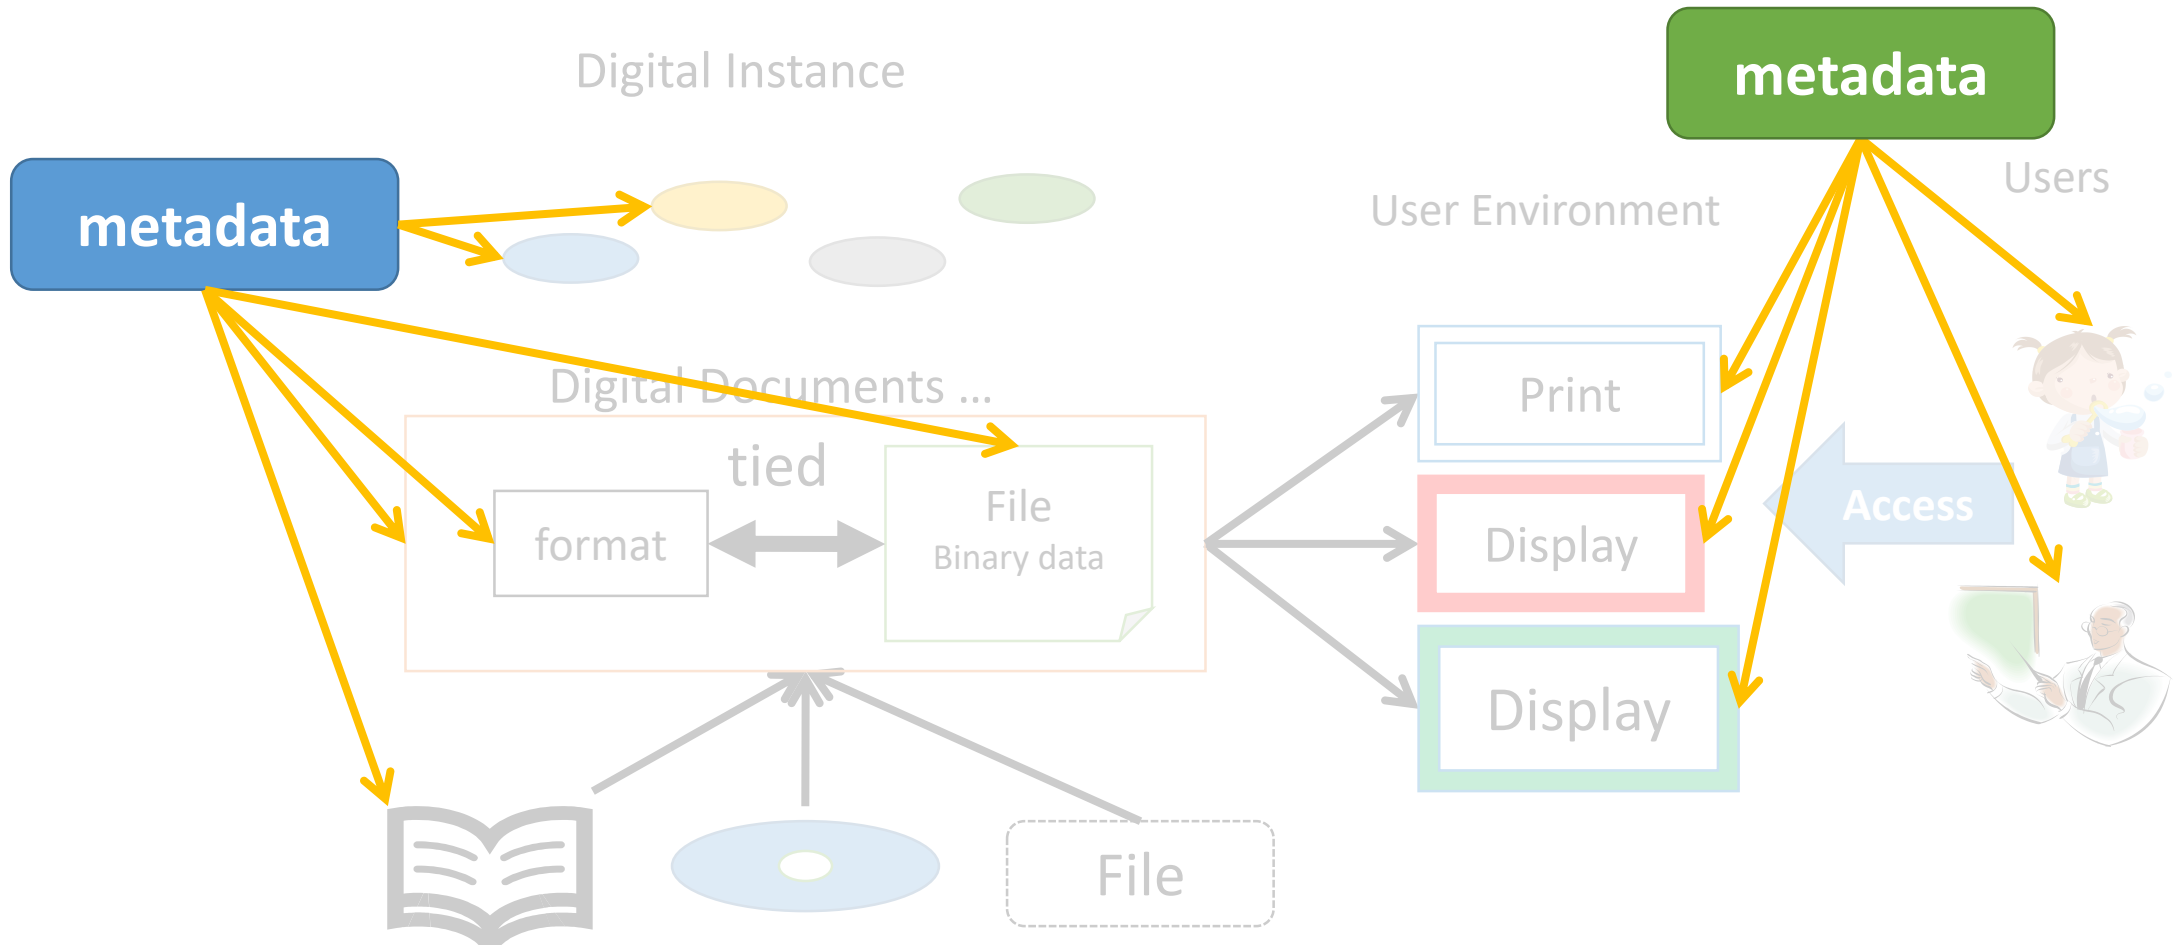 metadata
Digital Instance
Users
User Environment
metadata
Digital Documents ...
tied
Print
File
Binary data
format
Display
Access
Display
File